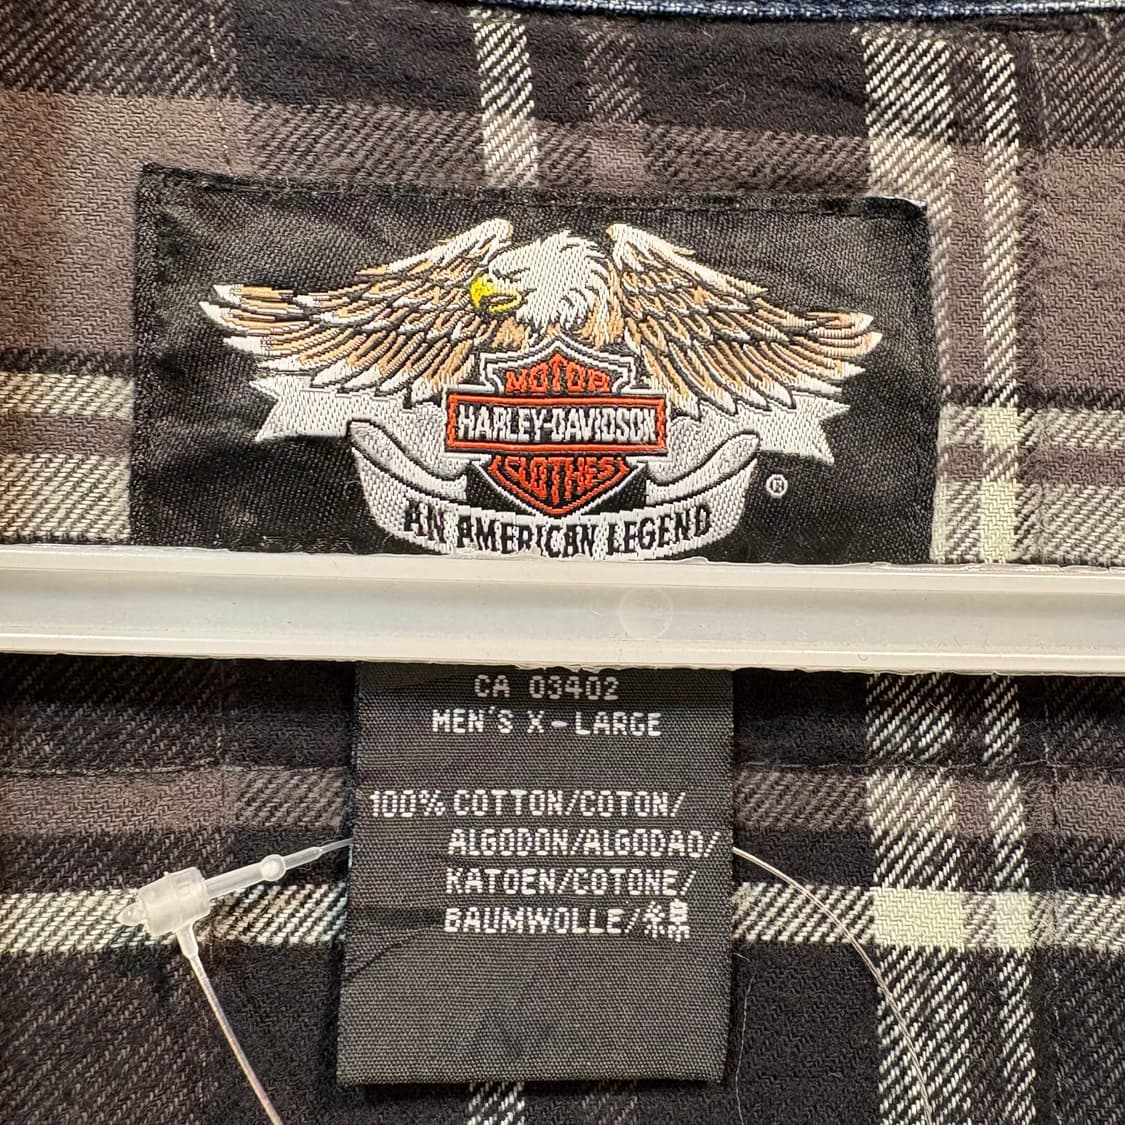 MOTOR
HARLEY-DAVIDSON
CLOTHES
AN AMERICAN LEGEND
®
CA 03402
MEN'S X-LARGE
100% COTTON/COTON/
ALGODON/ALGODAO/
KATOEN/COTONE/
BAUMWOLLE/綿